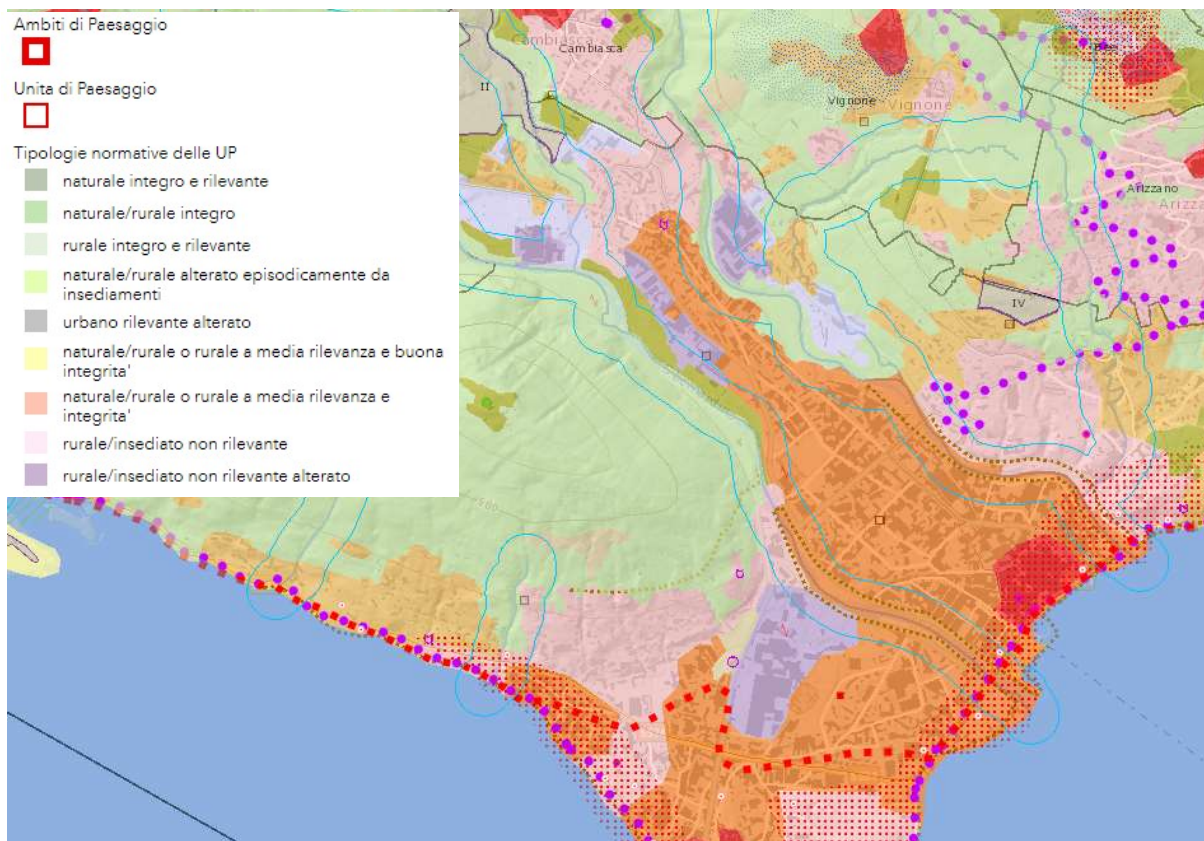 Ambiti di Paesaggio
Unita di Paesaggio
Tipologie normative delle UP
naturale integro e rilevante
naturale/rurale integro
rurale integro e rilevante
naturale/rurale alterato episodicamente da
insediamenti
urbano rilevante alterato
naturale/rurale o rurale a media rilevanza e buona
integrita'
naturale/rurale o rurale a media rilevanza e
integrita'
rurale/insediato non rilevante
rurale/insediato non rilevante alterato
Cambiasca
Cambiasca
II
Vignone
Vignone
Arizzano
Arizza
IV